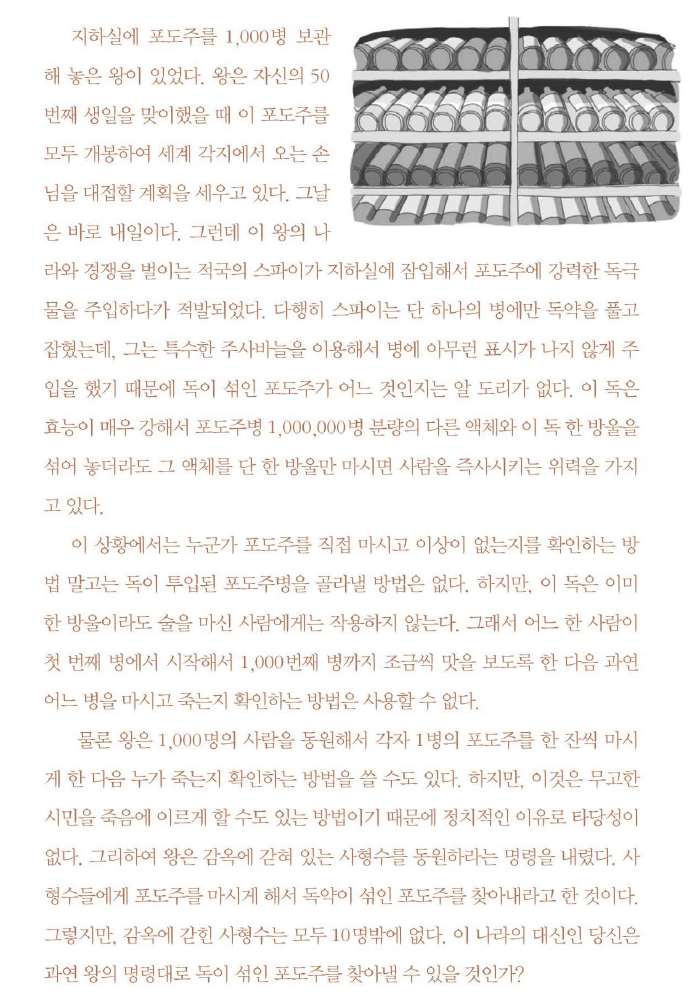 지하실에 포도주를 1,000병 보관
해 놓은 왕이 있었다. 왕은 자신의 50
번째 생일을 맞이했을 때 이 포도주를
모두 개봉하여 세계 각지에서 오는 손
님을 대접할 계획을 세우고 있다. 그날
은 바로 내일이다. 그런데 이 왕의 나
라와 경쟁을 벌이는 적국의 스파이가 지하실에 잠입해서 포도주에 강력한 독극
물을 주입하다가 적발되었다. 다행히 스파이는 단 하나의 병에만 독약을 풀고
잡혔는데, 그는 특수한 주사바늘을 이용해서 병에 아무런 표시가 나지 않게 주
입을 했기 때문에 독이 섞인 포도주가 어느 것인지는 알 도리가 없다. 이 독은
효능이 매우 강해서 포도주병 1,000,000병 분량의 다른 액체와 이 독 한 방울을
섞어 놓더라도 그 액체를 단 한 방울만 마시면 사람을 즉사시키는 위력을 가지
고 있다.
이 상황에서는 누군가 포도주를 직접 마시고 이상이 없는지를 확인하는 방
법 말고는 독이 투입된 포도주병을 골라낼 방법은 없다. 하지만, 이 독은 이미
한 방울이라도 술을 마신 사람에게는 작용하지 않는다. 그래서 어느 한 사람이
첫 번째 병에서 시작해서 1,000번째 병까지 조금씩 맛을 보도록 한 다음 과연
어느 병을 마시고 죽는지 확인하는 방법은 사용할 수 없다.
물론 왕은 1,000명의 사람을 동원해서 각자 1병의 포도주를 한 잔씩 마시
게 한 다음 누가 죽는지 확인하는 방법을 쓸 수도 있다. 하지만, 이것은 무고한
시민을 죽음에 이르게 할 수도 있는 방법이기 때문에 정치적인 이유로 타당성이
없다. 그리하여 왕은 감옥에 갇혀 있는 사형수를 동원하라는 명령을 내렸다. 사
형수들에게 포도주를 마시게 해서 독약이 섞인 포도주를 찾아내라고 한 것이다.
그렇지만, 감옥에 갇힌 사형수는 모두 10명밖에 없다. 이 나라의 대신인 당신은
과연 왕의 명령대로 독이 섞인 포도주를 찾아낼 수 있을 것인가?